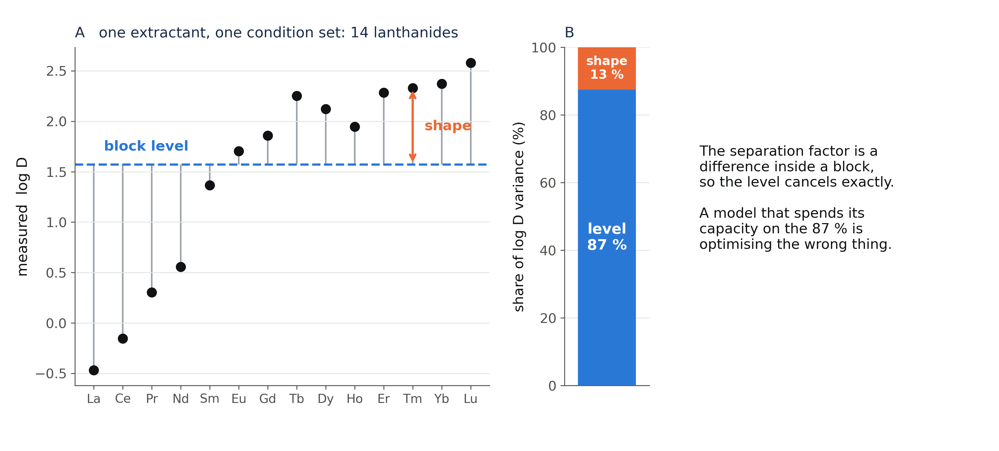 A one extractant, one condition set: 14 lanthanides
measured log D
2.5
2.0
1.5
1.0
0.5
0.0
−0.5
block level
shape
La Ce Pr Nd Sm Eu Gd Tb Dy Ho Er Tm Yb Lu
B
share of log D variance (%)
100
80
60
40
20
0
shape
13 %
level
87 %
The separation factor is a
difference inside a block,
so the level cancels exactly.
A model that spends its
capacity on the 87 % is
optimising the wrong thing.